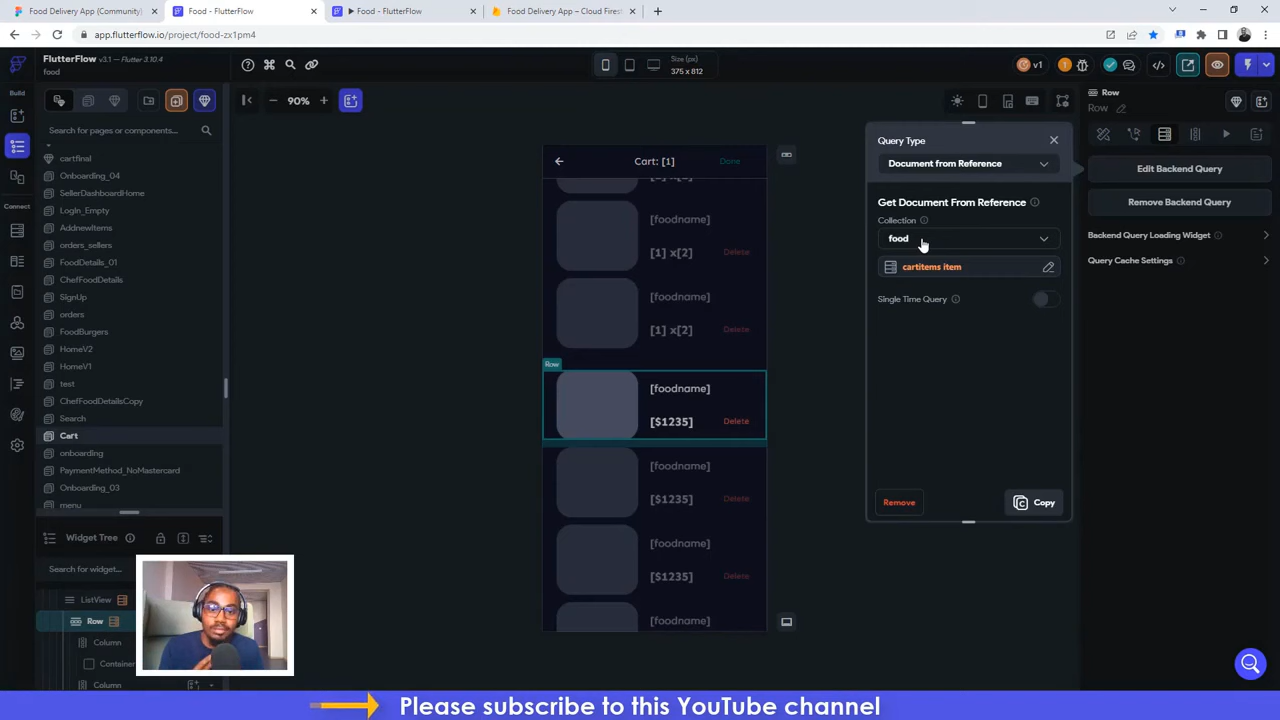 Food Delivery App (Community)
Food - FlutterFlow
Food - FlutterFlow
Food Delivery App – Cloud Fires
app.flutterflow.io/project/food-zx1pm4
FlutterFlow v3.1 – Flutter 3.10.4
food
Size (px)
375 x 812
v1
Build
90%
Row
Row
Search for pages or components...
cartfinal
Onboarding_04
SellerDashboardHome
Login_Empty
AddnewItems
orders_sellers
FoodDetails_01
ChefFoodDetails
SignUp
orders
FoodBurgers
HomeV2
HomeV1
test
ChefFoodDetailsCopy
Search
Cart
onboarding
PaymentMethod_NoMastercard
Onboarding_03
menu
Connect
Widget Tree
Search for widget...
ListView
Row
Column
Container
Column
Cart: [1]
Done
[foodname]
[1] x[2]
Delete
[foodname]
[1] x[2]
Delete
Row
[foodname]
[$1235]
Delete
[foodname]
[$1235]
Delete
[foodname]
[$1235]
Delete
[foodname]
Query Type
Document from Reference
Get Document From Reference
Collection
food
cartitems item
Single Time Query
Remove
Copy
Edit Backend Query
Remove Backend Query
Backend Query Loading Widget
Query Cache Settings
Please subscribe to this YouTube channel